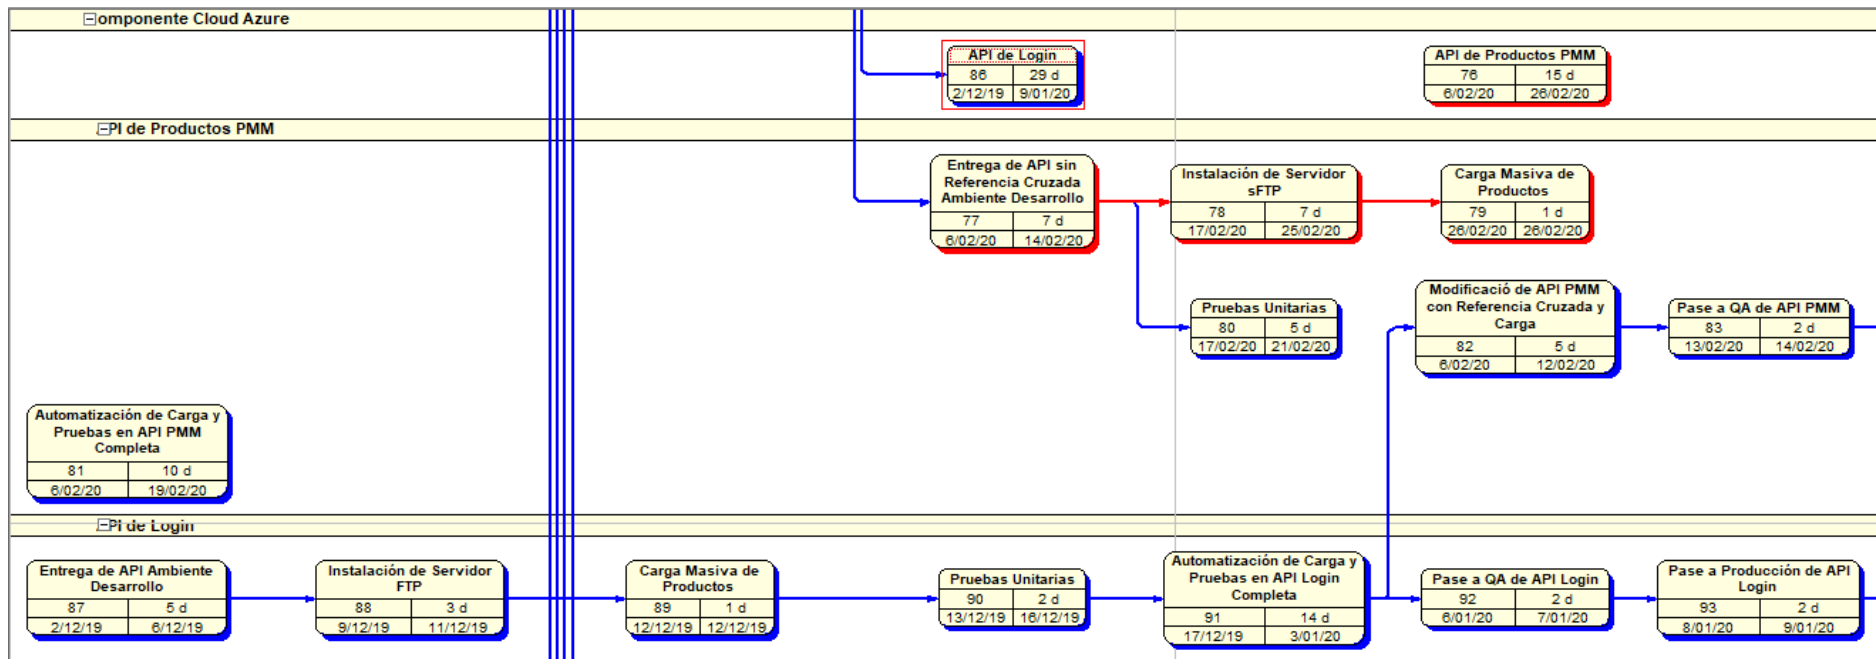 omponente Cloud Azure
API de Login
86 29 d
2/12/19 9/01/20
API de Productos PMM
76 15 d
6/02/20 26/02/20
PI de Productos PMM
Entrega de API sin
Referencia Cruzada
Ambiente Desarrollo
77 7 d
6/02/20 14/02/20
Instalación de Servidor
sFTP
78 7 d
17/02/20 25/02/20
Carga Masiva de
Productos
79 1 d
26/02/20 26/02/20
Pruebas Unitarias
80 5 d
17/02/20 21/02/20
Modificació de API PMM
con Referencia Cruzada y
Carga
82 5 d
6/02/20 12/02/20
Pase a QA de API PMM
83 2 d
13/02/20 14/02/20
Automatización de Carga y
Pruebas en API PMM
Completa
81 10 d
6/02/20 19/02/20
PI de Login
Entrega de API Ambiente
Desarrollo
87 5 d
2/12/19 6/12/19
Instalación de Servidor
FTP
88 3 d
9/12/19 11/12/19
Carga Masiva de
Productos
89 1 d
12/12/19 12/12/19
Pruebas Unitarias
90 2 d
13/12/19 16/12/19
Automatización de Carga y
Pruebas en API Login
Completa
91 14 d
17/12/19 3/01/20
Pase a QA de API Login
92 2 d
6/01/20 7/01/20
Pase a Producción de API
Login
93 2 d
8/01/20 9/01/20